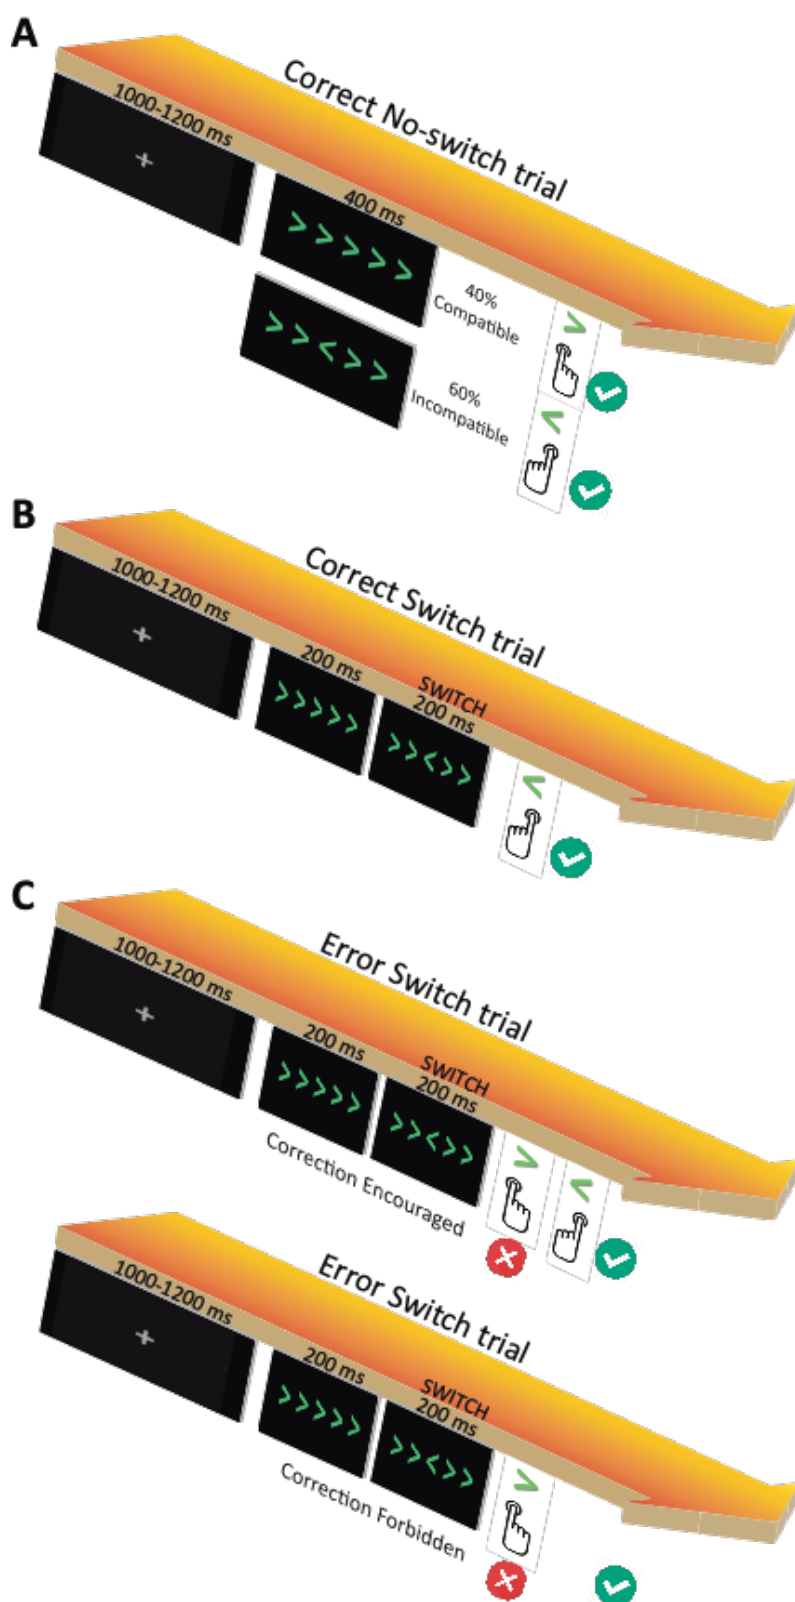 A
Correct No-switch trial
1000-1200 ms
+
400 ms
> > > > >
40%
Compatible
>
> > < > >
60%
Incompatible
<
B
Correct Switch trial
1000-1200 ms
+
200 ms
SWITCH
200 ms
> > > > >
> > < > >
<
C
Error Switch trial
1000-1200 ms
+
200 ms
SWITCH
200 ms
> > > > >
> > < > >
Correction Encouraged
>
<
Error Switch trial
1000-1200 ms
+
200 ms
SWITCH
200 ms
> > > > >
> > < > >
Correction Forbidden
>